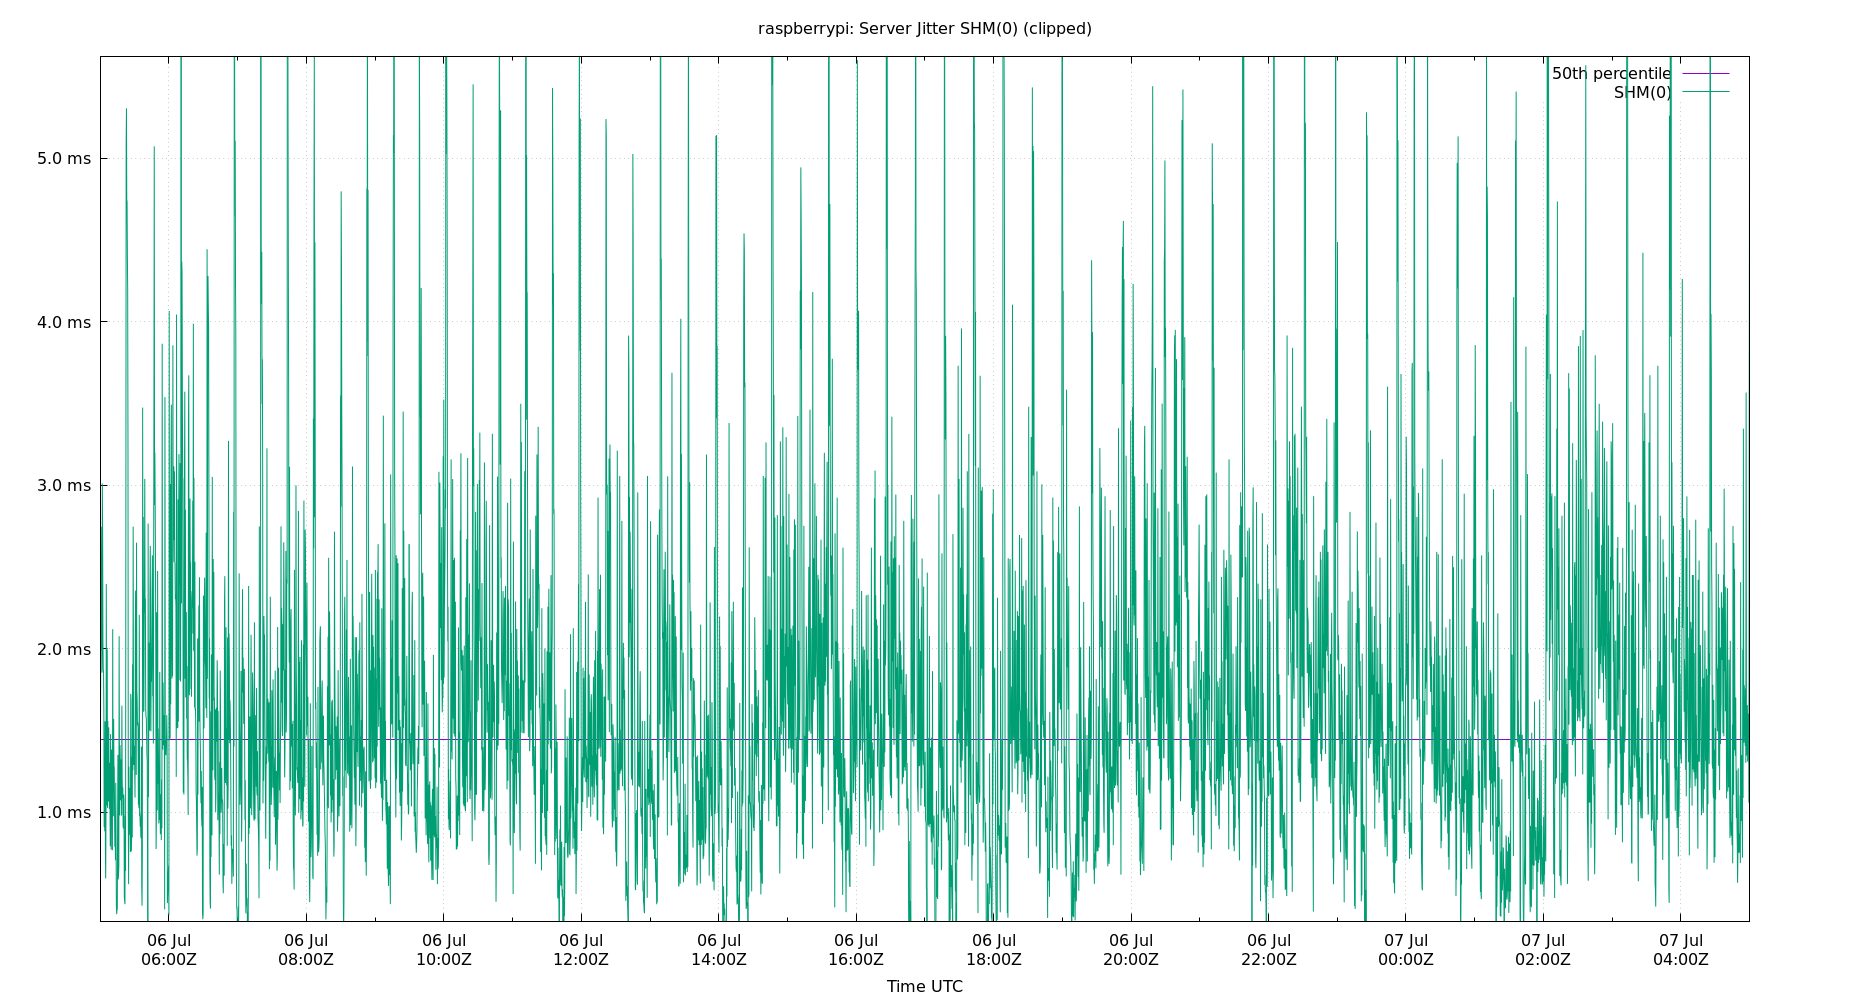 raspberrypi: Server Jitter SHM(0) (clipped)
50th percentile
SHM(0)
5.0 ms
4.0 ms
3.0 ms
2.0 ms
1.0 ms
06 Jul 06 Jul 06 Jul 06 Jul 06 Jul 06 Jul 06 Jul 06 Jul 06 Jul 07 Jul 07 Jul 07 Jul
06:00Z 08:00Z 10:00Z 12:00Z 14:00Z 16:00Z 18:00Z 20:00Z 22:00Z 00:00Z 02:00Z 04:00Z
Time UTC